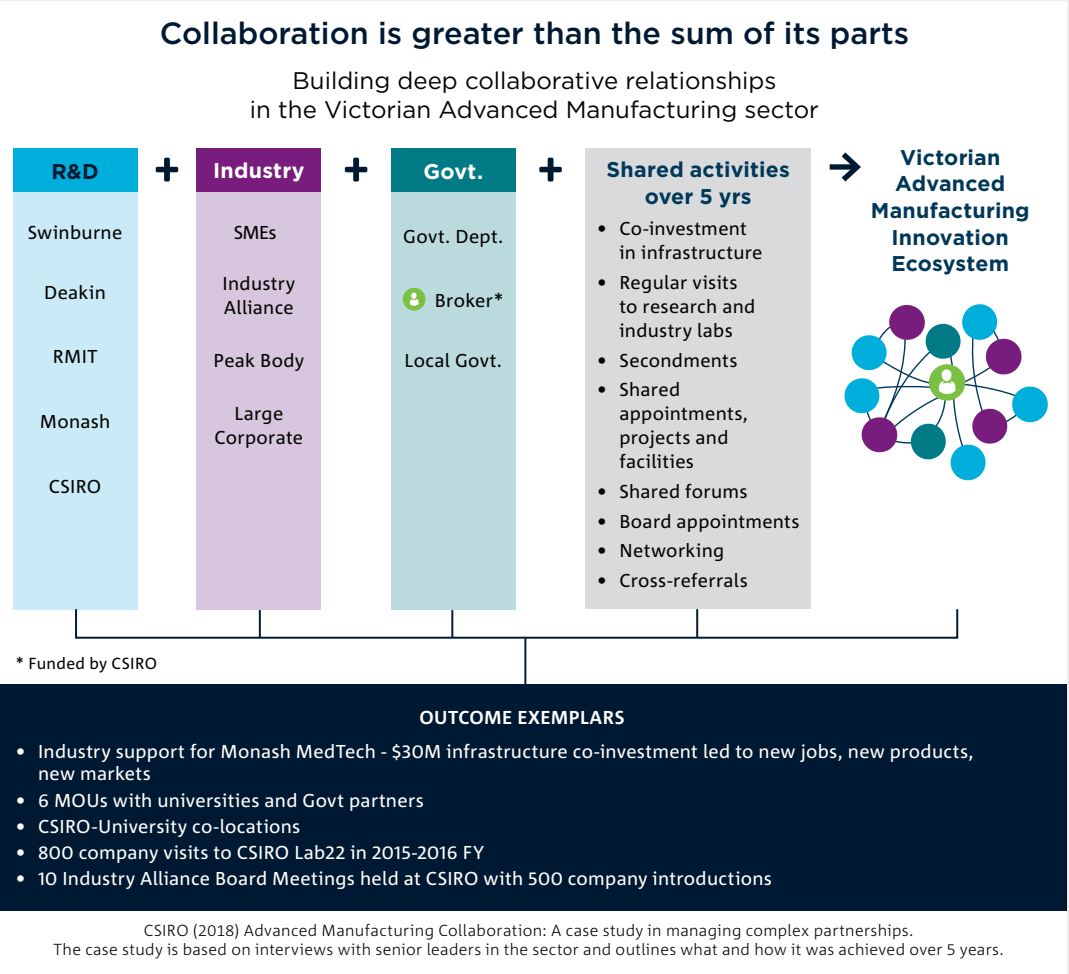 Collaboration is greater than the sum of its parts
Building deep collaborative relationships
in the Victorian Advanced Manufacturing sector
R&D
Swinburne
Deakin
RMIT
Monash
CSIRO
+
Industry
SMEs
Industry
Alliance
Peak Body
Large
Corporate
+
Govt.
Govt. Dept.
Broker*
Local Govt.
+
Shared activities
over 5 yrs
• Co-investment
in infrastructure
• Regular visits
to research and
industry labs
• Secondments
• Shared
appointments,
projects and
facilities
• Shared forums
• Board appointments
• Networking
• Cross-referrals
→
Victorian
Advanced
Manufacturing
Innovation
Ecosystem
* Funded by CSIRO
OUTCOME EXEMPLARS
• Industry support for Monash MedTech - $30M infrastructure co-investment led to new jobs, new products,
new markets
• 6 MOUs with universities and Govt partners
• CSIRO-University co-locations
• 800 company visits to CSIRO Lab22 in 2015-2016 FY
• 10 Industry Alliance Board Meetings held at CSIRO with 500 company introductions
CSIRO (2018) Advanced Manufacturing Collaboration: A case study in managing complex partnerships.
The case study is based on interviews with senior leaders in the sector and outlines what and how it was achieved over 5 years.